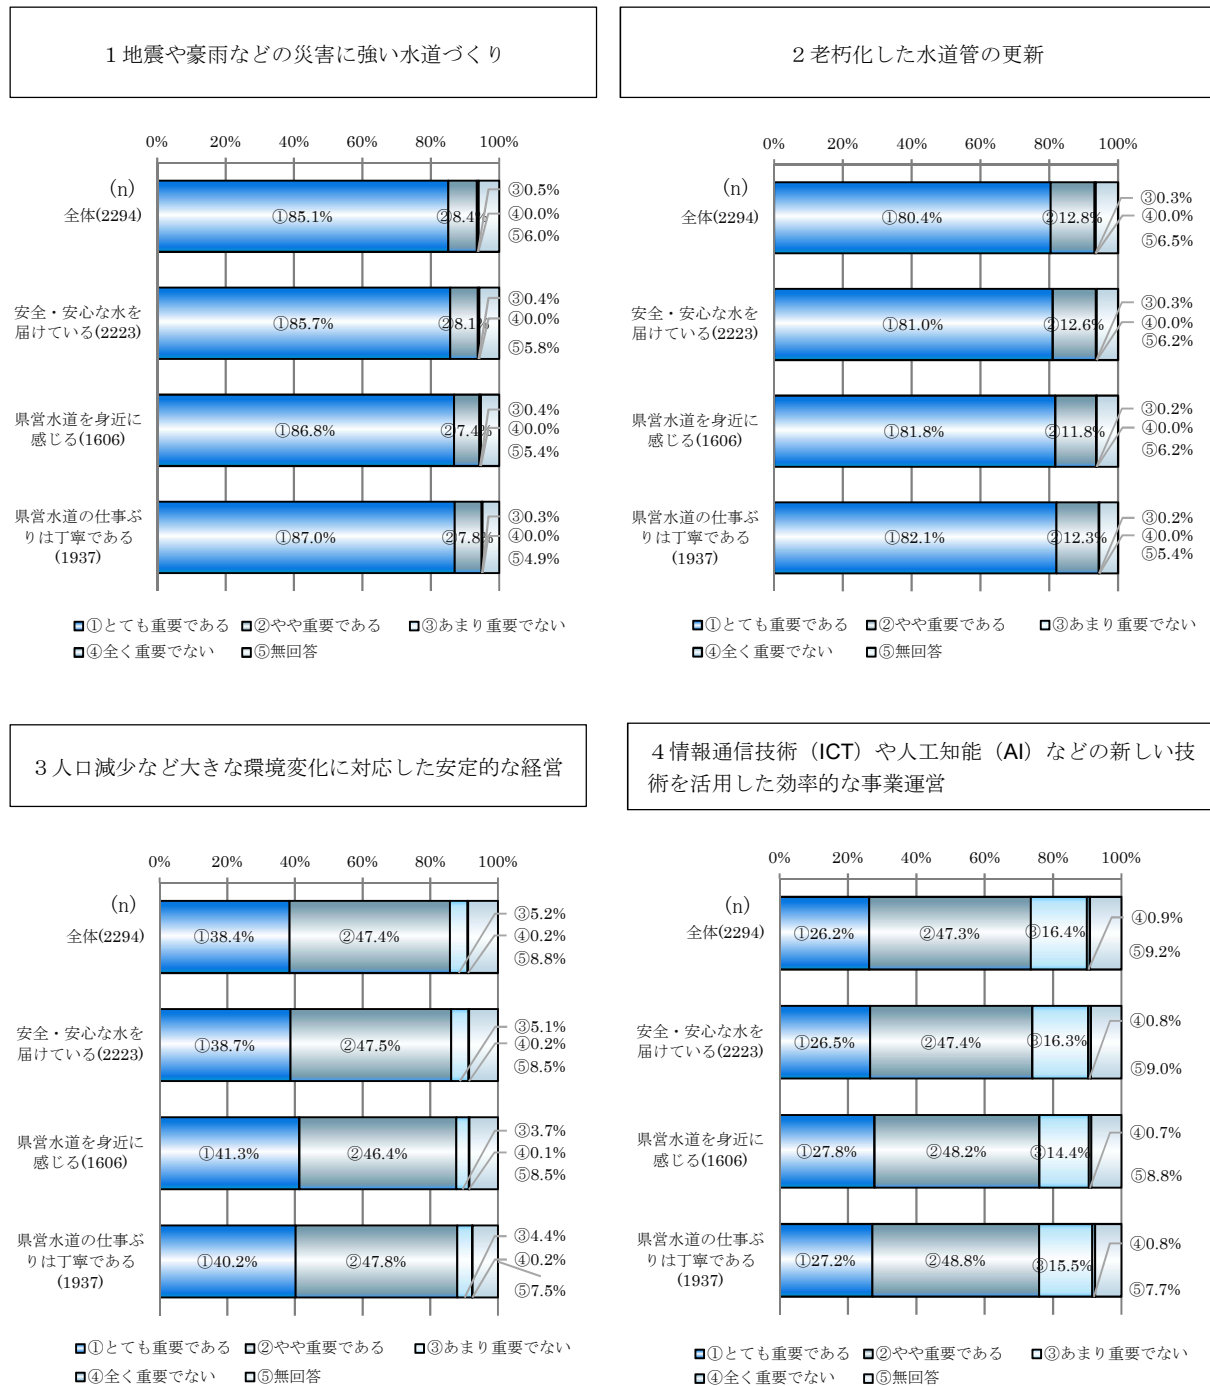 1地震や豪雨などの災害に強い水道づくり
0% 20% 40% 60% 80% 100%
(n)
全体(2294)
①85.1%
②8.4%
③0.5%
④0.0%
⑤6.0%
安全・安心な水を
届けている(2223)
①85.7%
②8.1%
③0.4%
④0.0%
⑤5.8%
県営水道を身近に
感じる(1606)
①86.8%
②7.4%
③0.4%
④0.0%
⑤5.4%
県営水道の仕事ぶ
りは丁寧である
(1937)
①87.0%
②7.8%
③0.3%
④0.0%
⑤4.9%
①とても重要である ②やや重要である ③あまり重要でない
④全く重要でない ⑤無回答
2老朽化した水道管の更新
0% 20% 40% 60% 80% 100%
(n)
全体(2294)
①80.4%
②12.8%
③0.3%
④0.0%
⑤6.5%
安全・安心な水を
届けている(2223)
①81.0%
②12.6%
③0.3%
④0.0%
⑤6.2%
県営水道を身近に
感じる(1606)
①81.8%
②11.8%
③0.2%
④0.0%
⑤6.2%
県営水道の仕事ぶ
りは丁寧である
(1937)
①82.1%
②12.3%
③0.2%
④0.0%
⑤5.4%
①とても重要である ②やや重要である ③あまり重要でない
④全く重要でない ⑤無回答
3人口減少など大きな環境変化に対応した安定的な経営
0% 20% 40% 60% 80% 100%
(n)
全体(2294)
①38.4%
②47.4%
③5.2%
④0.2%
⑤8.8%
安全・安心な水を
届けている(2223)
①38.7%
②47.5%
③5.1%
④0.2%
⑤8.5%
県営水道を身近に
感じる(1606)
①41.3%
②46.4%
③3.7%
④0.1%
⑤8.5%
県営水道の仕事ぶ
りは丁寧である
(1937)
①40.2%
②47.8%
③4.4%
④0.2%
⑤7.5%
①とても重要である ②やや重要である ③あまり重要でない
④全く重要でない ⑤無回答
4情報通信技術（ICT）や人工知能（AI）などの新しい技
術を活用した効率的な事業運営
0% 20% 40% 60% 80% 100%
(n)
全体(2294)
①26.2%
②47.3%
③16.4%
④0.9%
⑤9.2%
安全・安心な水を
届けている(2223)
①26.5%
②47.4%
③16.3%
④0.8%
⑤9.0%
県営水道を身近に
感じる(1606)
①27.8%
②48.2%
③14.4%
④0.7%
⑤8.8%
県営水道の仕事ぶ
りは丁寧である
(1937)
①27.2%
②48.8%
③15.5%
④0.8%
⑤7.7%
①とても重要である ②やや重要である ③あまり重要でない
④全く重要でない ⑤無回答